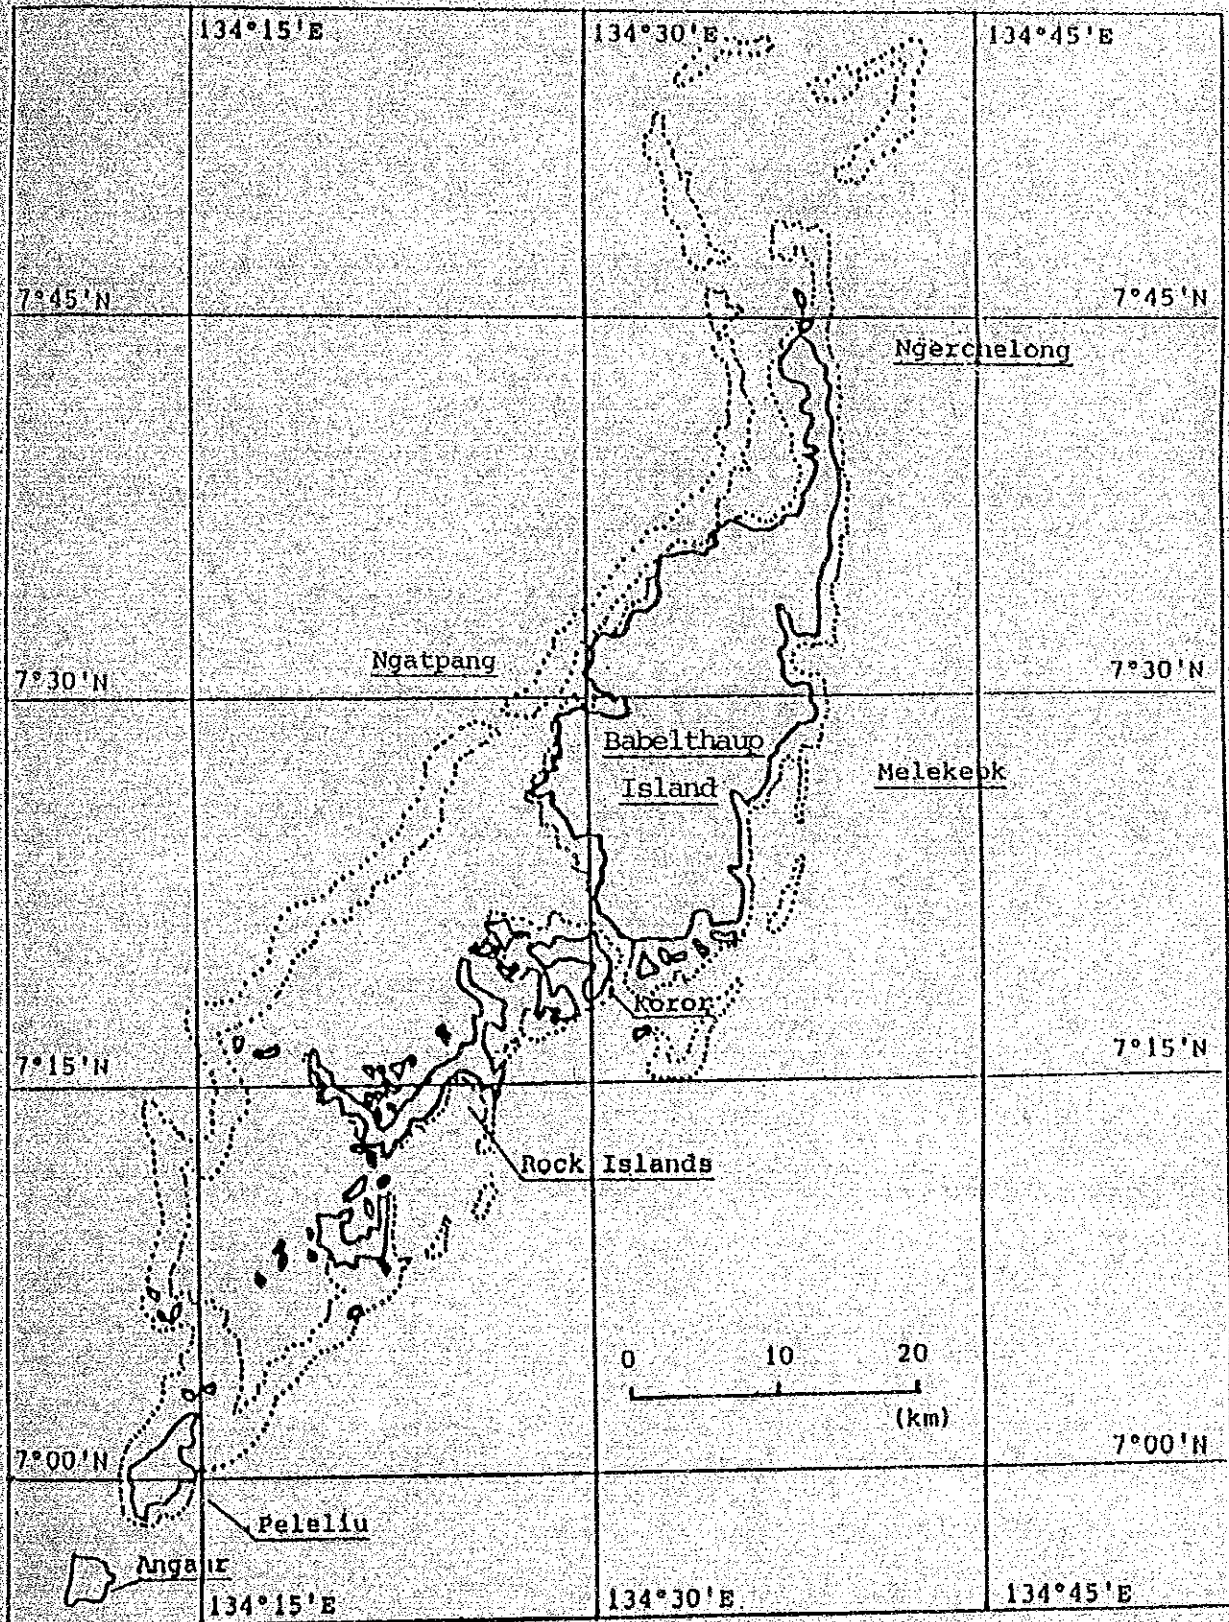 134°15'E
134°30'E
134°45'E
7°45'N
7°45'N
Ngerchelong
Ngatpang
7°30'N
7°30'N
Babelthaup
Island
Melekeok
Koror
7°15'N
7°15'N
Rock Islands
0 10 20
(km)
7°00'N
7°00'N
Peleliu
Angaur
134°15'E
134°30'E
134°45'E